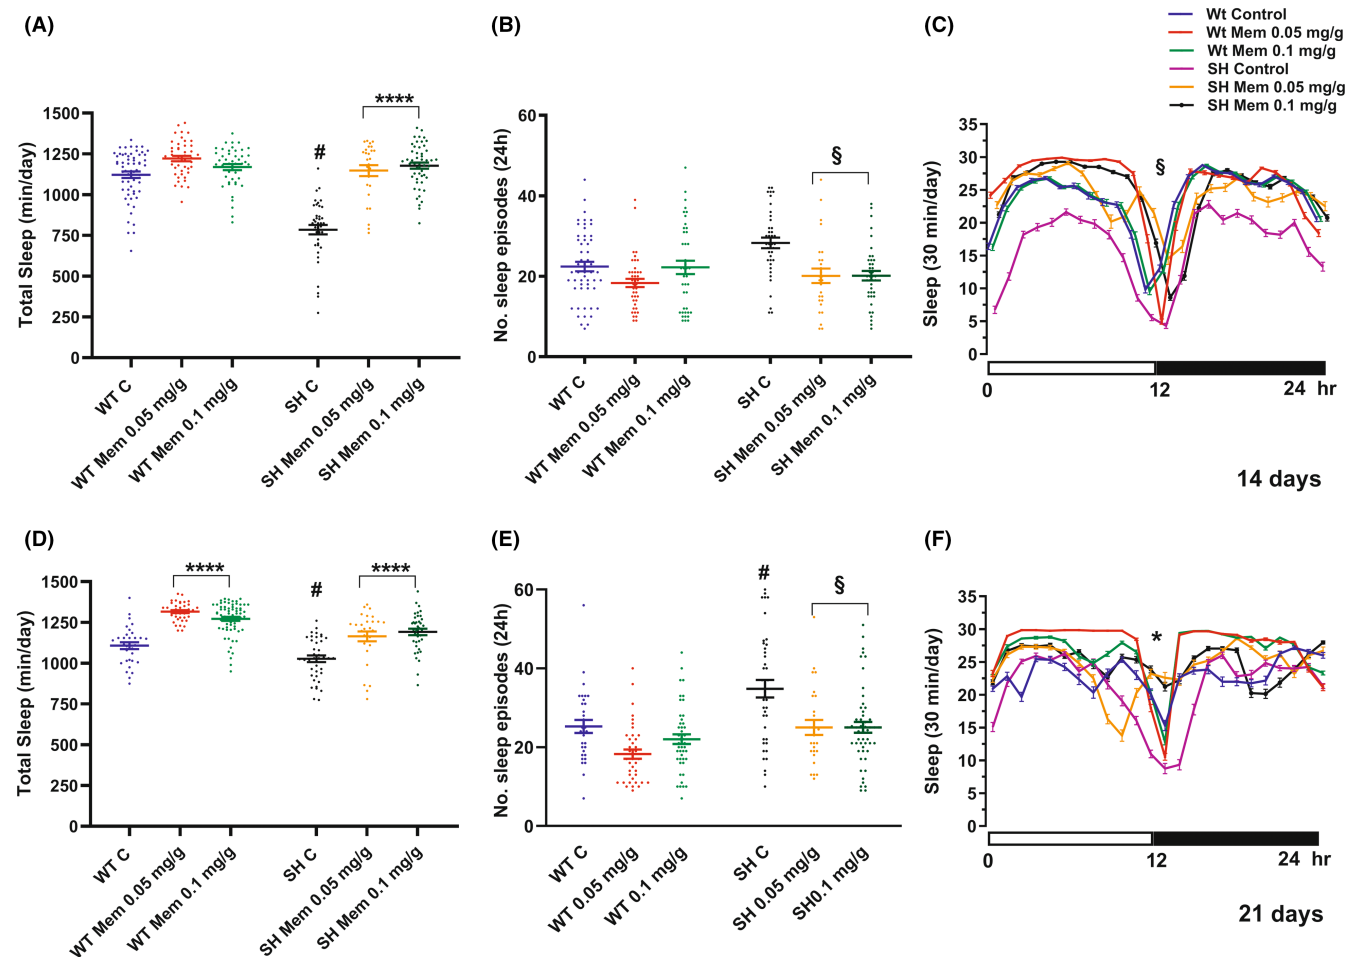 (A)
(B)
(C)
Wt Control
Wt Mem 0.05 mg/g
Wt Mem 0.1 mg/g
SH Control
SH Mem 0.05 mg/g
SH Mem 0.1 mg/g
Total Sleep (min/day)
1500
1250
1000
750
500
250
0
#
****
WT C
WT Mem 0.05 mg/g
WT Mem 0.1 mg/g
SH C
SH Mem 0.05 mg/g
SH Mem 0.1 mg/g
No. sleep episodes (24h)
60
40
20
0
§
WT C
WT Mem 0.05 mg/g
WT Mem 0.1 mg/g
SH C
SH Mem 0.05 mg/g
SH Mem 0.1 mg/g
Sleep (30 min/day)
35
30
25
20
15
10
5
0
§
0 12 24 hr
14 days
(D)
(E)
(F)
Total Sleep (min/day)
1500
1250
1000
750
500
250
0
****
#
****
WT C
WT Mem 0.05 mg/g
WT Mem 0.1 mg/g
SH C
SH Mem 0.05 mg/g
SH Mem 0.1 mg/g
No. sleep episodes (24h)
60
40
20
0
#
§
WT C
WT 0.05 mg/g
WT 0.1 mg/g
SH C
SH 0.05 mg/g
SH0.1 mg/g
Sleep (30 min/day)
35
30
25
20
15
10
5
0
*
0 12 24 hr
21 days